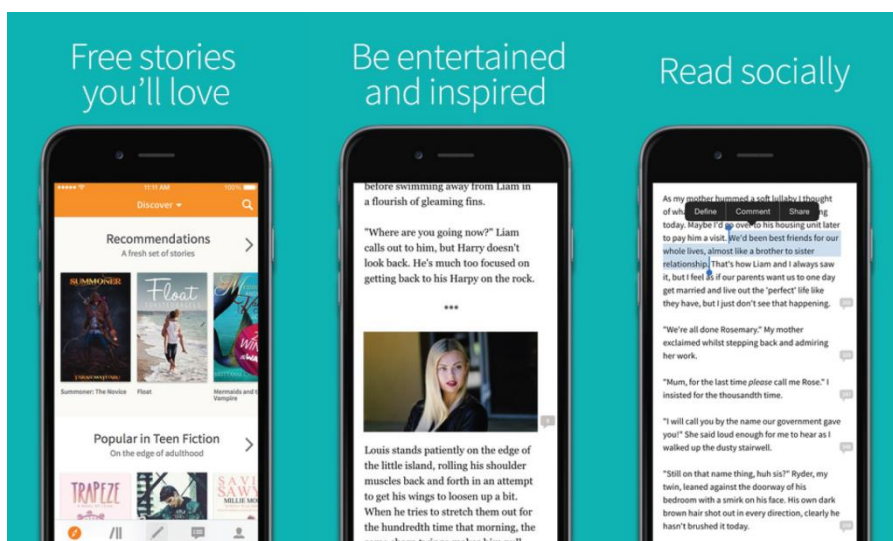 Free stories
you'll love
11:11 AM
100%
Discover
Recommendations
A fresh set of stories
SUMMONER
Float
WIN
Summoner: The Novice
Float
Mermaids and
Vampire
Popular in Teen Fiction
On the edge of adulthood
TRAPEZE
SAVI
SAWY
MILLIE MO
Be entertained
and inspired
before swimming away from Liam in
a flourish of gleaming fins.
"Where are you going now?" Liam
calls out to him, but Harry doesn't
look back. He's much too focused on
getting back to his Harpy on the rock.
***
Louis stands patiently on the edge of
the little island, rolling his shoulder
muscles back and forth in an attempt
to get his wings to loosen up a bit.
When he tries to stretch them out for
the hundredth time that morning, the
Read socially
As my mother hummed a soft lullaby I thought
of
Define
Comment
Share
today. Maybe I'd go over to his housing unit later
to pay him a visit. We'd been best friends for our
whole lives, almost like a brother to sister
relationship. That's how Liam and I always saw
it, but I feel as if our parents want us to one day
get married and live out the 'perfect' life like
they have, but I just don't see that happening.
"We're all done Rosemary." My mother
exclaimed whilst stepping back and admiring
her work.
"Mum, for the last time please call me Rose." I
insisted for the thousandth time.
"I will call you by the name our government gave
you!" She said loud enough for me to hear as I
walked up the dusty stairwell.
"Still on that name thing, huh sis?" Ryder, my
twin, leaned against the doorway of his
bedroom with a smirk on his face. His own dark
brown hair shot out in every direction, clearly he
hasn't brushed it today.